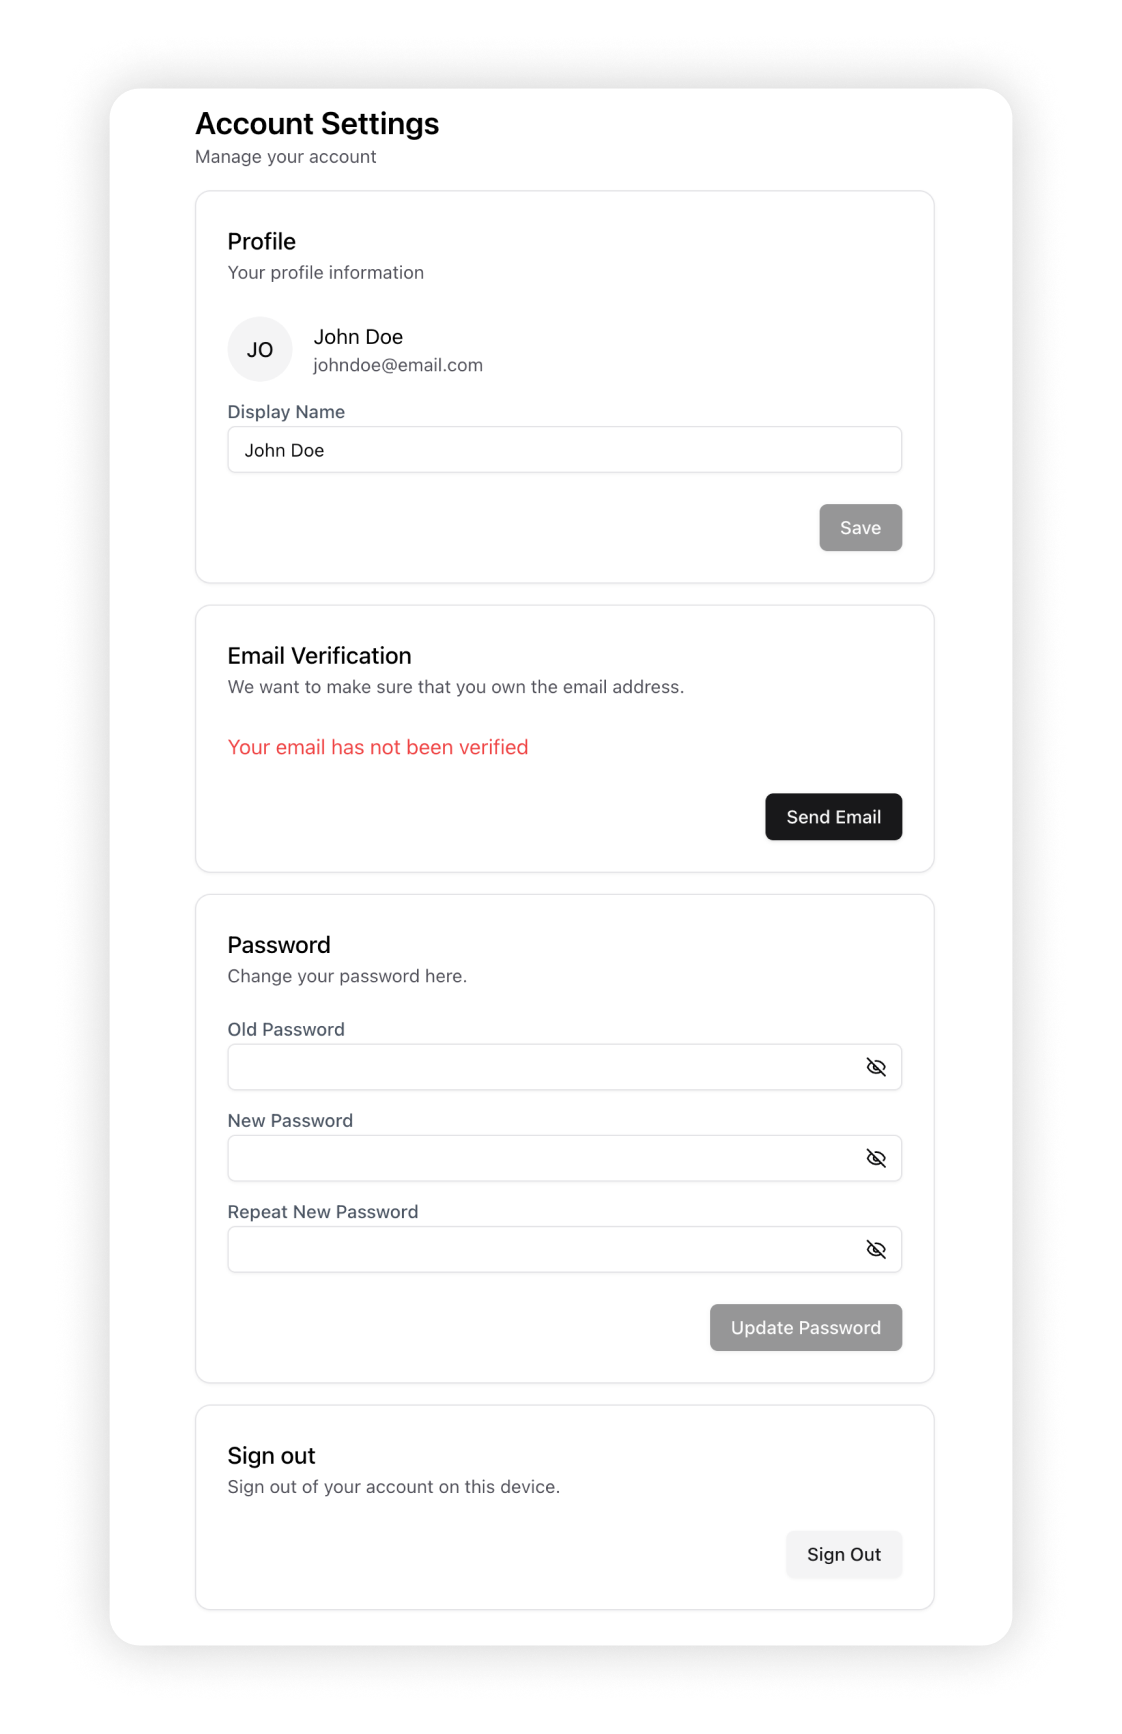 Account Settings
Manage your account
Profile
Your profile information
JO
John Doe
johndoe@email.com
Display Name
John Doe
Save
Email Verification
We want to make sure that you own the email address.
Your email has not been verified
Send Email
Password
Change your password here.
Old Password
New Password
Repeat New Password
Update Password
Sign out
Sign out of your account on this device.
Sign Out